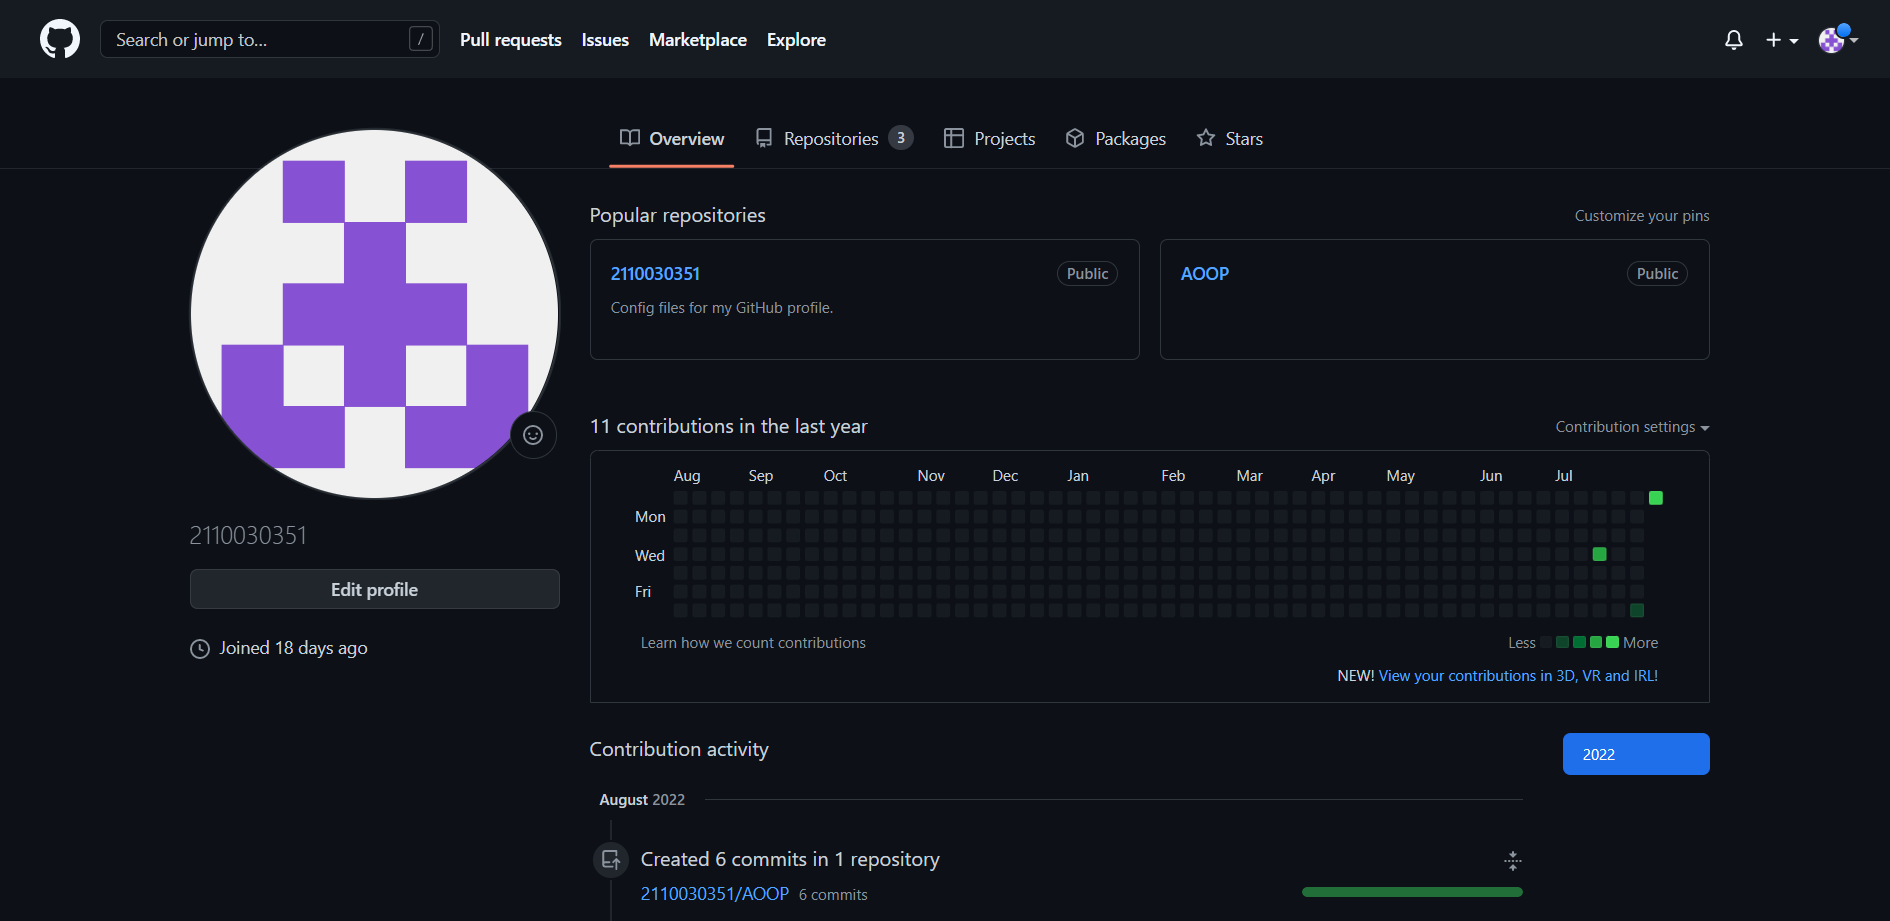 Search or jump to... / Pull requests Issues Marketplace Explore
Overview Repositories 3 Projects Packages Stars
2110030351
Edit profile
Joined 18 days ago
Popular repositories Customize your pins
2110030351 Public
Config files for my GitHub profile.
AOOP Public
11 contributions in the last year Contribution settings
Aug Sep Oct Nov Dec Jan Feb Mar Apr May Jun Jul
Mon
Wed
Fri
Learn how we count contributions Less More
NEW! View your contributions in 3D, VR and IRL!
Contribution activity 2022
August 2022
Created 6 commits in 1 repository
2110030351/AOOP 6 commits